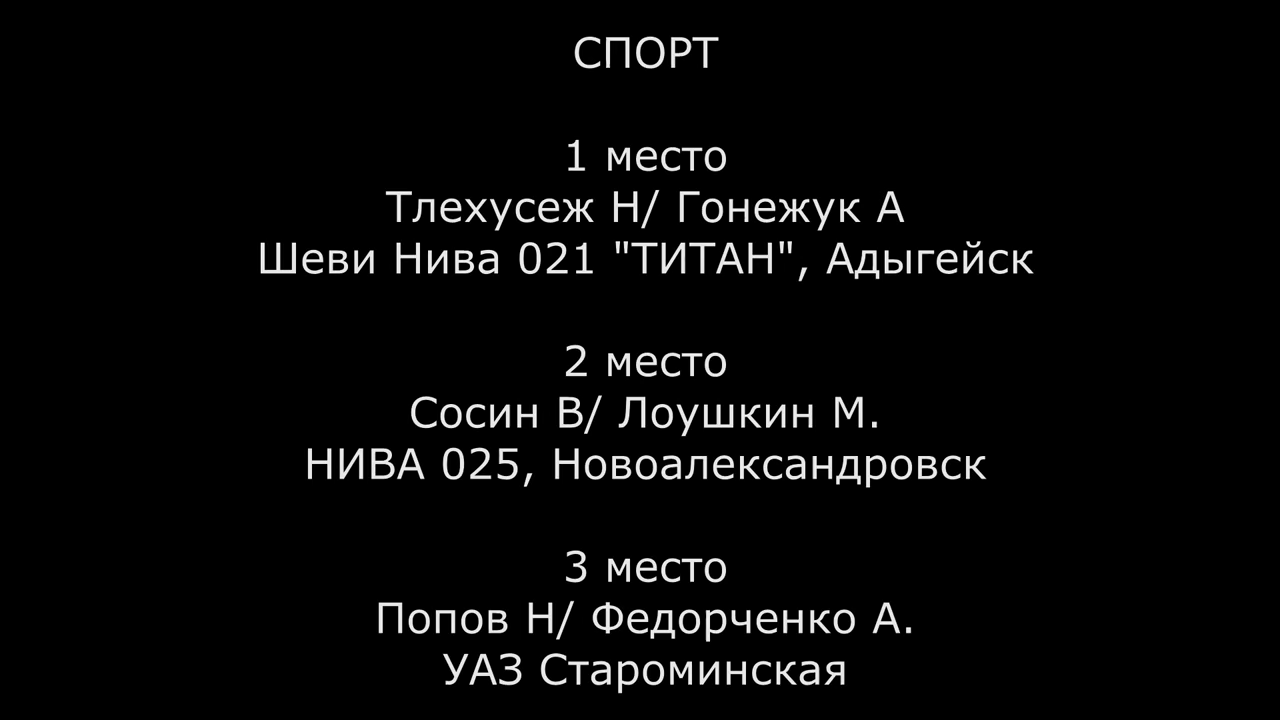 СПОРТ
1 место
Тлехусеж Н/ Гонежук А
Шеви Нива 021 "ТИТАН", Адыгейск
2 место
Сосин В/ Лоушкин М.
НИВА 025, Новоалександровск
3 место
Попов Н/ Федорченко А.
УАЗ Староминская